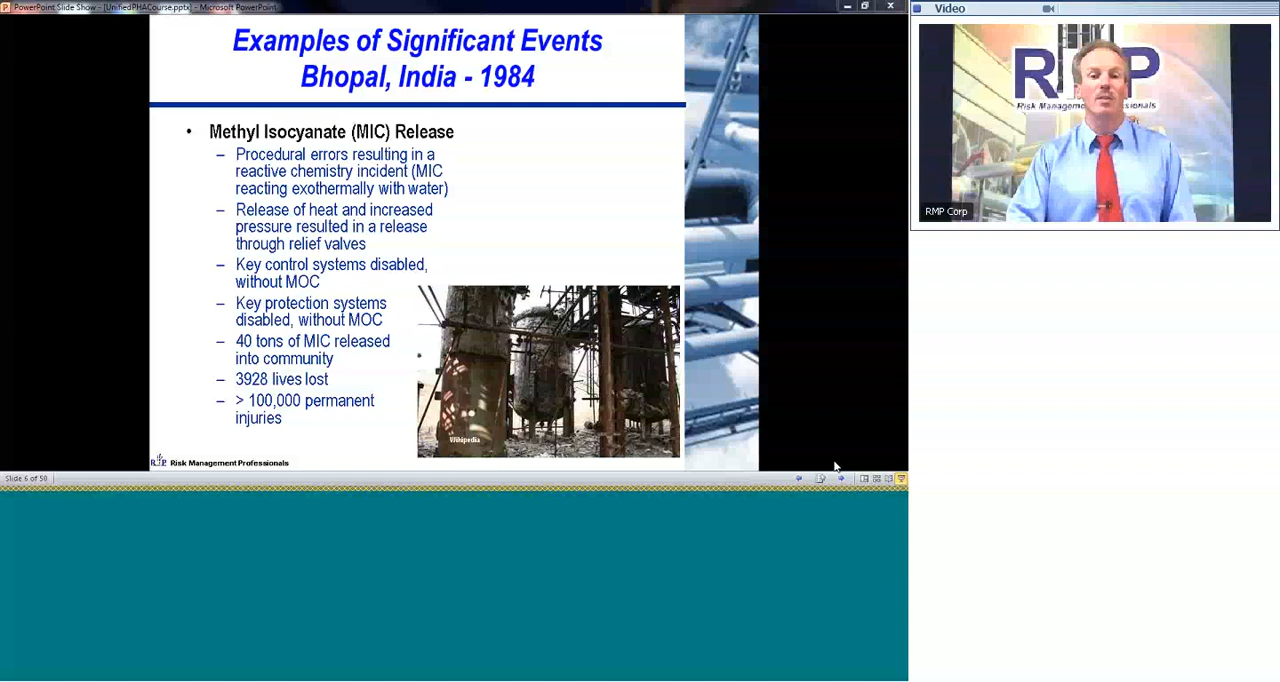 PowerPoint Slide Show - [UnifiedPHACourse.pptx] - Microsoft PowerPoint
Video
Examples of Significant Events
Bhopal, India - 1984
• Methyl Isocyanate (MIC) Release
– Procedural errors resulting in a
reactive chemistry incident (MIC
reacting exothermally with water)
– Release of heat and increased
pressure resulted in a release
through relief valves
– Key control systems disabled,
without MOC
– Key protection systems
disabled, without MOC
– 40 tons of MIC released
into community
– 3928 lives lost
– > 100,000 permanent
injuries
Wikipedia
RMP Risk Management Professionals
Slide 6 of 50
R P
Risk Management Professionals
RMP Corp